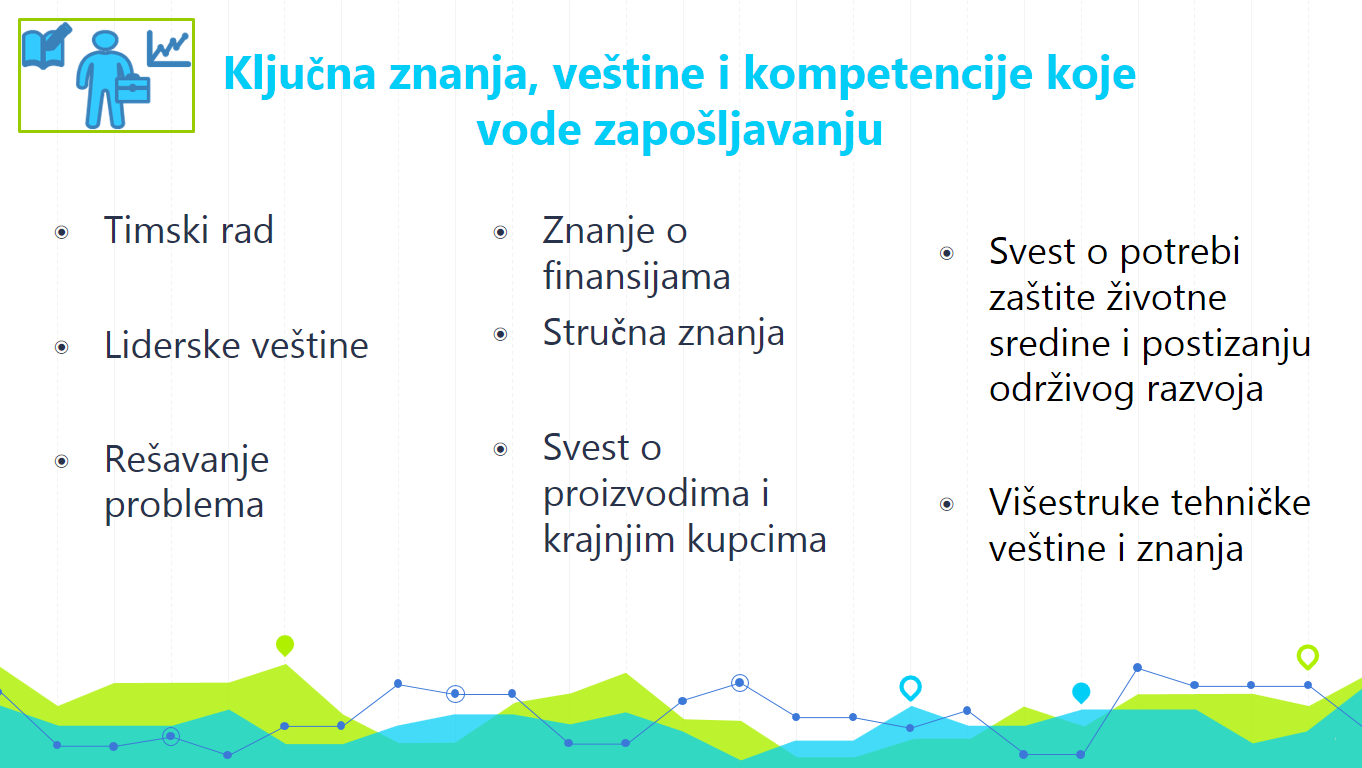 Ključna znanja, veštine i kompetencije koje
vode zapošljavanju
Timski rad
Liderske veštine
Rešavanje
problema
Znanje o
finansijama
Stručna znanja
Svest o
proizvodima i
krajnjim kupcima
Svest o potrebi
zaštite životne
sredine i postizanju
održivog razvoja
Višestruke tehničke
veštine i znanja